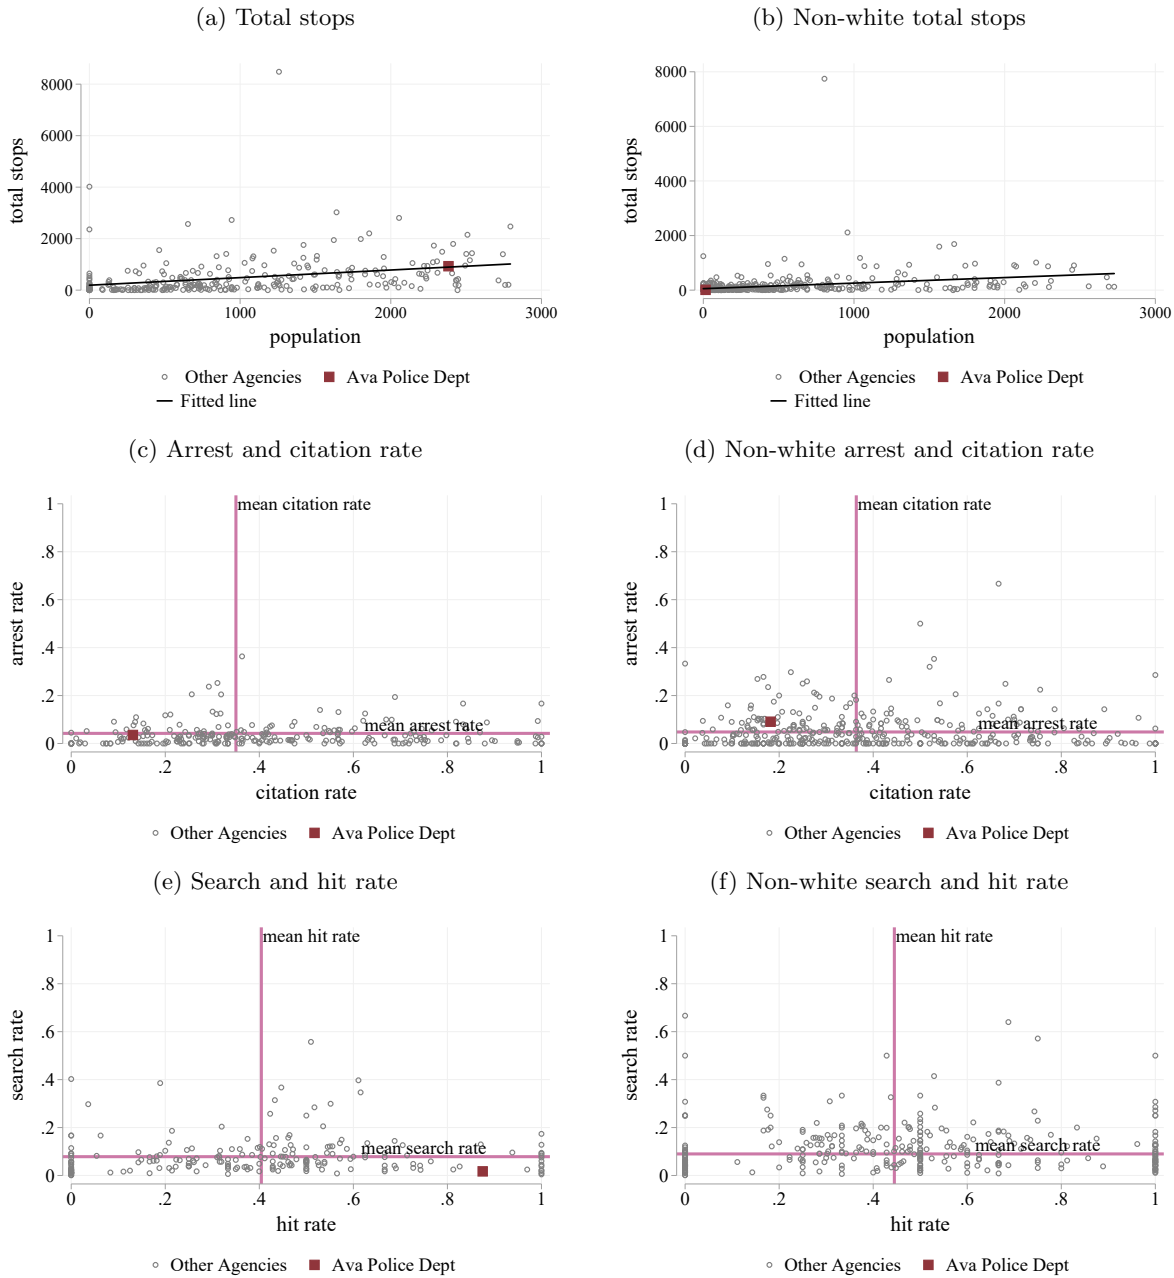 (a) Total stops
(b) Non-white total stops
8000
6000
4000
2000
0
total stops
0 1000 2000 3000
population
Other Agencies Ava Police Dept
Fitted line
8000
6000
4000
2000
0
total stops
0 1000 2000 3000
population
Other Agencies Ava Police Dept
Fitted line
(c) Arrest and citation rate
(d) Non-white arrest and citation rate
1
.8
.6
.4
.2
0
arrest rate
mean citation rate
mean arrest rate
0 .2 .4 .6 .8 1
citation rate
Other Agencies Ava Police Dept
1
.8
.6
.4
.2
0
arrest rate
mean citation rate
mean arrest rate
0 .2 .4 .6 .8 1
citation rate
Other Agencies Ava Police Dept
(e) Search and hit rate
(f) Non-white search and hit rate
1
.8
.6
.4
.2
0
search rate
mean hit rate
mean search rate
0 .2 .4 .6 .8 1
hit rate
Other Agencies Ava Police Dept
1
.8
.6
.4
.2
0
search rate
mean hit rate
mean search rate
0 .2 .4 .6 .8 1
hit rate
Other Agencies Ava Police Dept